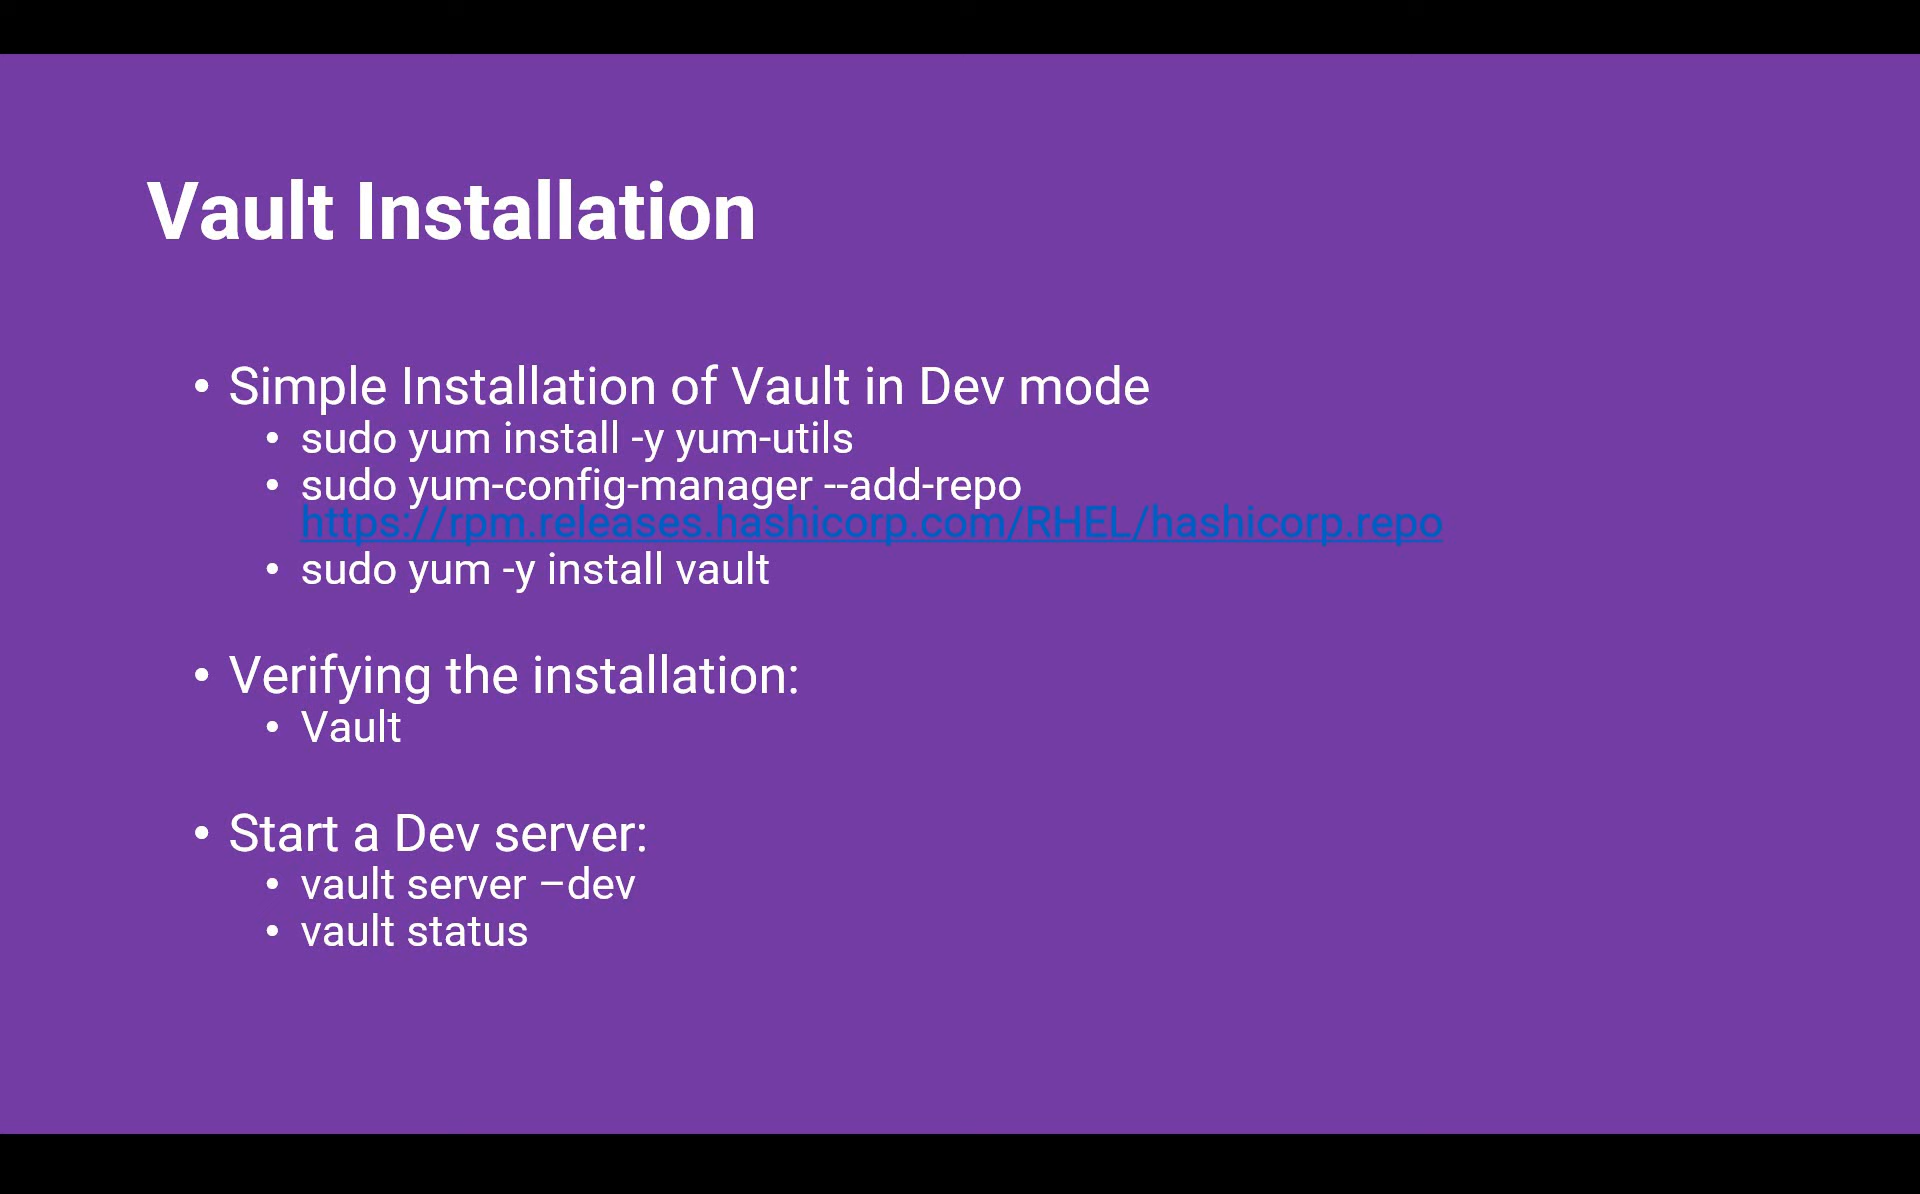 Vault Installation
• Simple Installation of Vault in Dev mode
• sudo yum install -y yum-utils
• sudo yum-config-manager --add-repo
https://rpm.releases.hashicorp.com/RHEL/hashicorp.repo
• sudo yum -y install vault
• Verifying the installation:
• Vault
• Start a Dev server:
• vault server –dev
• vault status